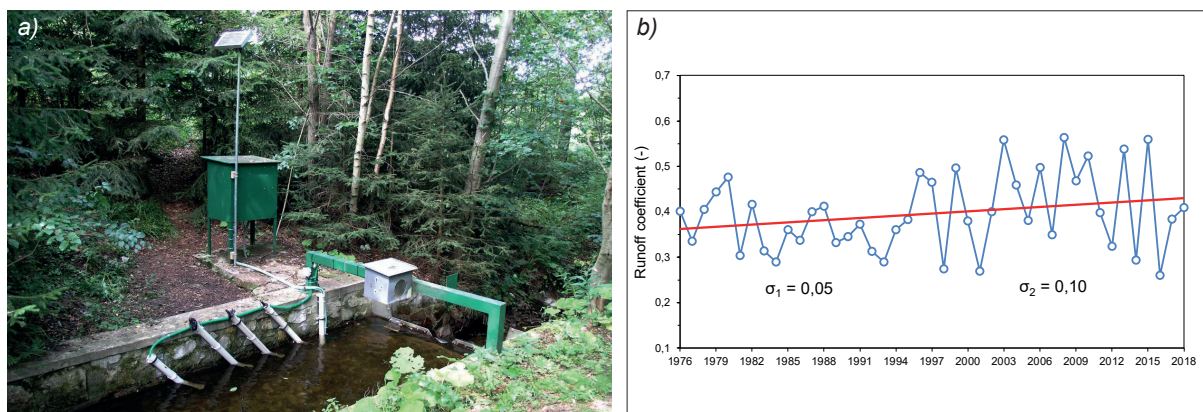 a)
b)
0,7
0,6
0,5
0,4
0,3
0,2
0,1
Runoff coefficient (-)
σ1 = 0,05
σ2 = 0,10
1976 1979 1982 1985 1988 1991 1994 1997 2000 2003 2006 2009 2012 2015 2018